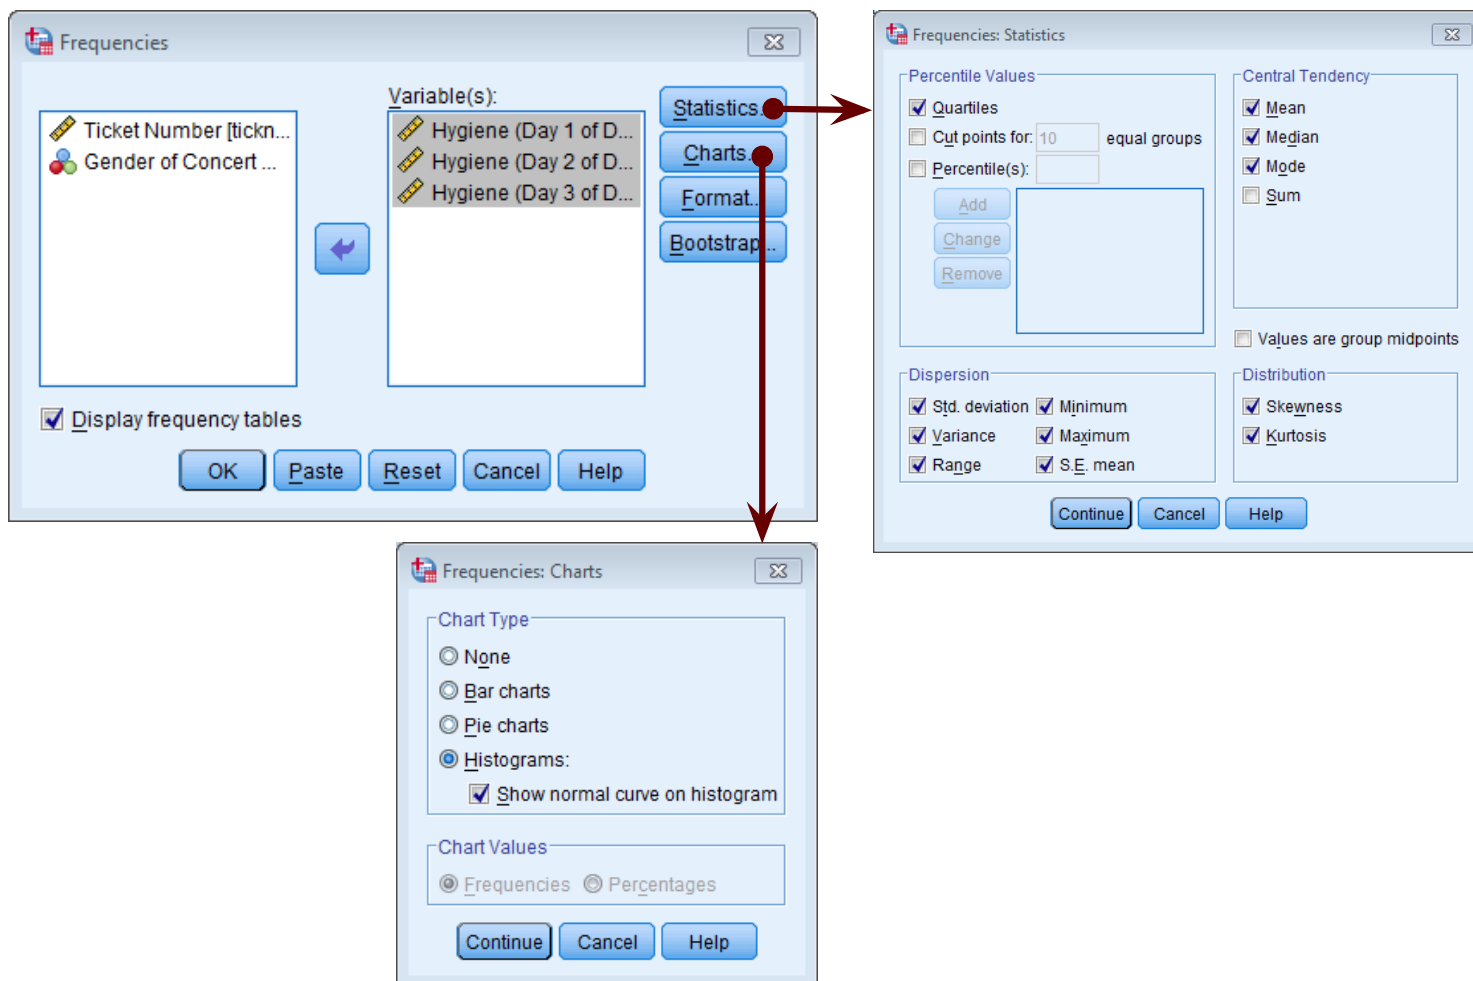 Frequencies
Variable(s):
Ticket Number [tickn...
Gender of Concert ...
Hygiene (Day 1 of D...
Hygiene (Day 2 of D...
Hygiene (Day 3 of D...
Statistics...
Charts...
Format...
Bootstrap...
Display frequency tables
OK Paste Reset Cancel Help
Frequencies: Statistics
Percentile Values
Quartiles
Cut points for: 10 equal groups
Percentile(s):
Add
Change
Remove
Central Tendency
Mean
Median
Mode
Sum
Values are group midpoints
Dispersion
Std. deviation Minimum
Variance Maximum
Range S.E. mean
Distribution
Skewness
Kurtosis
Continue Cancel Help
Frequencies: Charts
Chart Type
None
Bar charts
Pie charts
Histograms:
Show normal curve on histogram
Chart Values
Frequencies Percentages
Continue Cancel Help